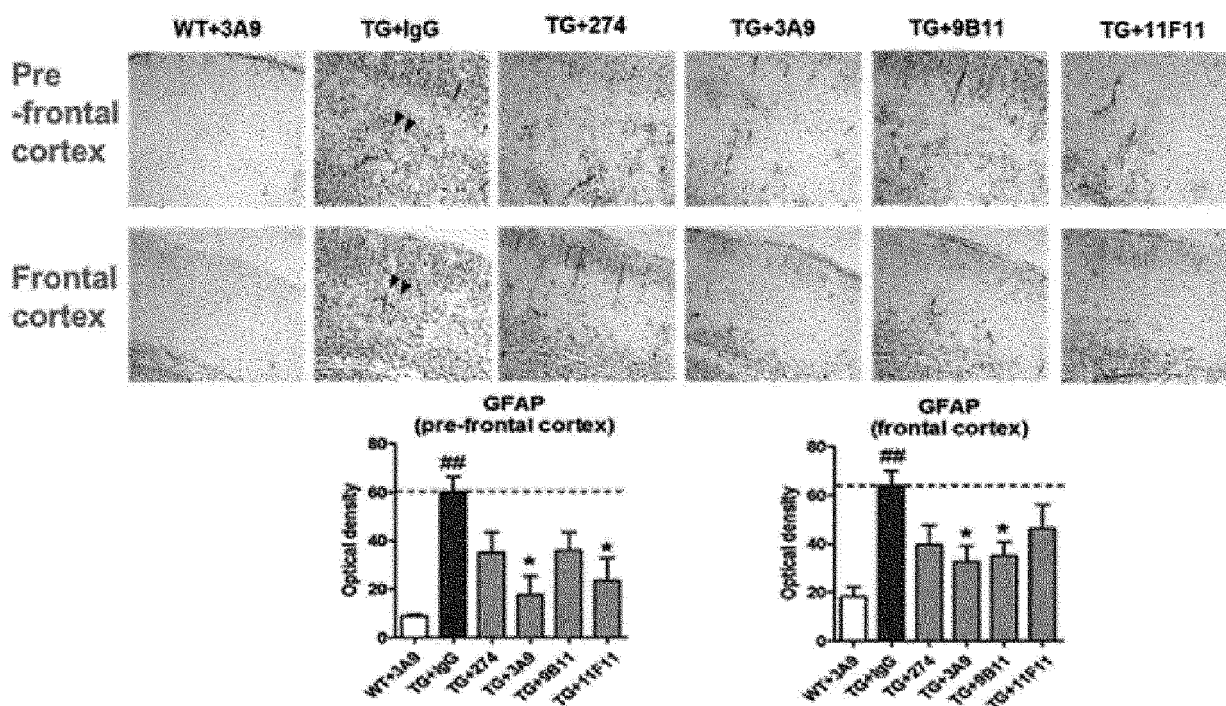 WT+3A9 TG+IgG TG+274 TG+3A9 TG+9B11 TG+11F11
Pre
-frontal
cortex
Frontal
cortex
GFAP
(pre-frontal cortex)
80
60
40
20
0
Optical density
##
*
*
WT+3A9 TG+IgG TG+274 TG+3A9 TG+9B11 TG+11F11
GFAP
(frontal cortex)
80
60
40
20
0
Optical density
##
*
*
WT+3A9 TG+IgG TG+274 TG+3A9 TG+9B11 TG+11F11